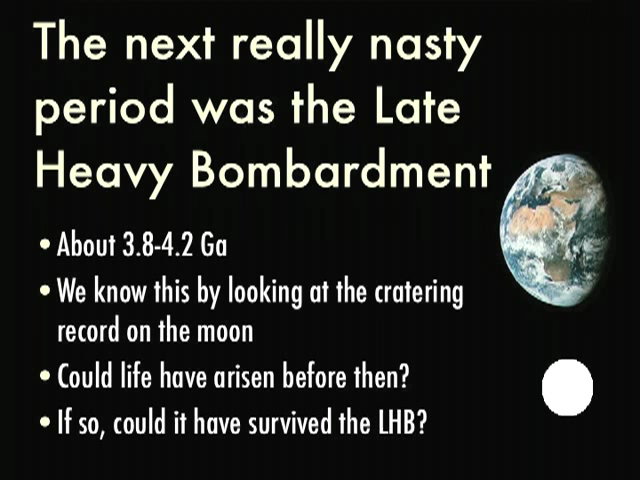 The next really nasty
period was the Late
Heavy Bombardment
• About 3.8-4.2 Ga
• We know this by looking at the cratering
record on the moon
• Could life have arisen before then?
• If so, could it have survived the LHB?